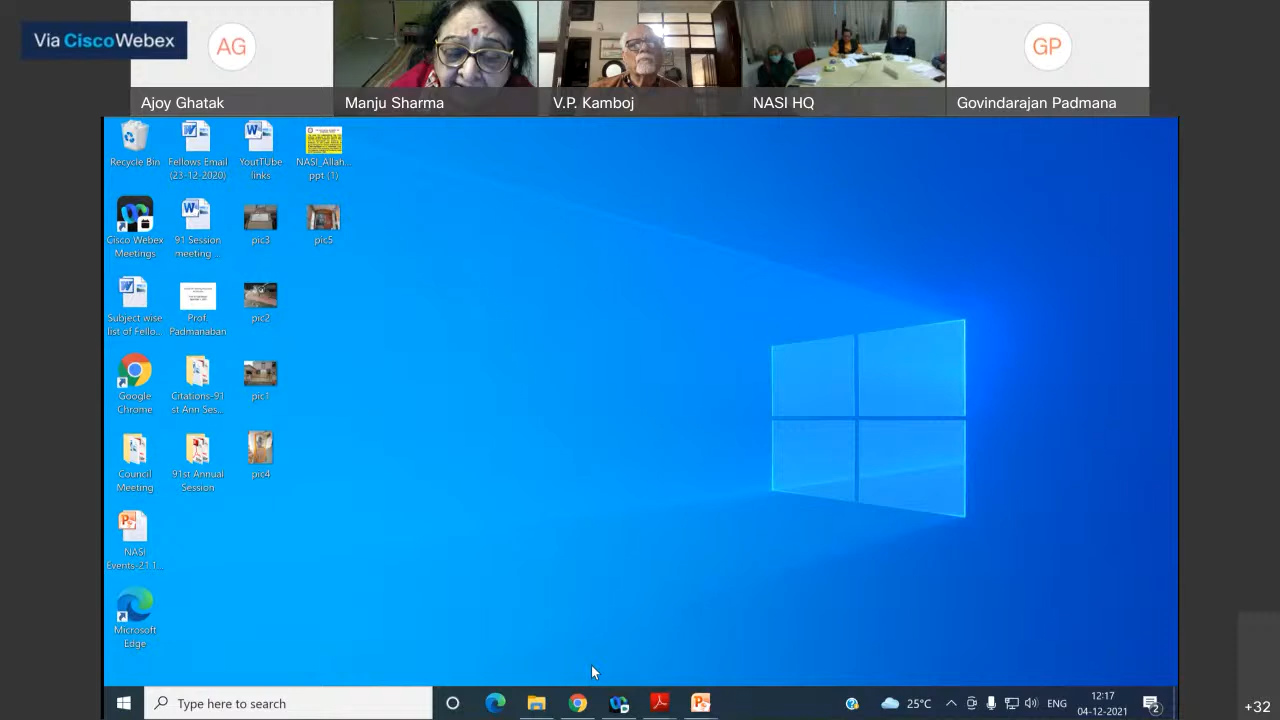 Via CiscoWebex
AG
GP
Ajoy Ghatak
Manju Sharma
V.P. Kamboj
NASI HQ
Govindarajan Padmana
Recycle Bin
Fellows Email
(23-12-2020)
YoutTUbe
links
NASI_Allah...
ppt (1)
Cisco Webex
Meetings
91 Session
meeting ...
pic3
pic5
Subject wise
list of Fello...
Prof.
Padmanaban
pic2
Google
Chrome
Citations-91
st Ann Ses...
pic1
Council
Meeting
91st Annual
Session
pic4
NASI
Events-21.1...
Microsoft
Edge
Type here to search
25°C
ENG
12:17
04-12-2021
2
+32